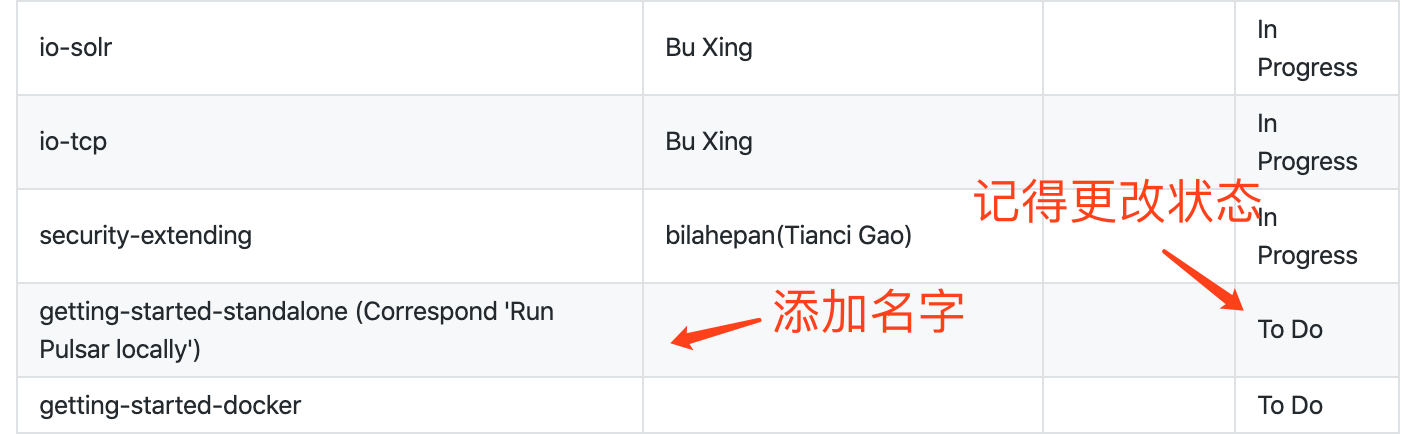 io-solr
Bu Xing
In
Progress
io-tcp
Bu Xing
In
Progress
记得更改状态
security-extending
bilahepan(Tianci Gao)
In
Progress
getting-started-standalone (Correspond 'Run
Pulsar locally')
添加名字
To Do
getting-started-docker
To Do